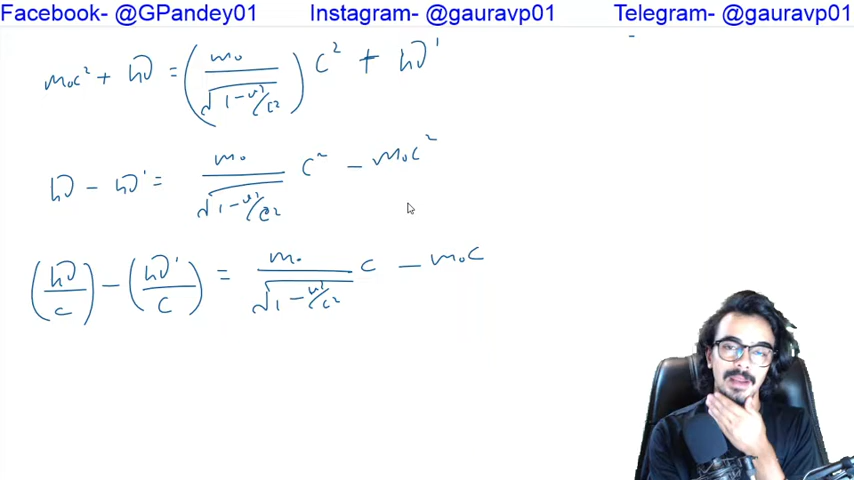 Facebook- @GPandey01 Instagram- @gauravp01 Telegram- @gauravp01
m₀c² + hν = (m₀/√(1-v²/c²)) c² + hν'
hν - hν' = m₀/√(1-v²/c²) c² - m₀c²
(hν/c) - (hν'/c) = m₀/√(1-v²/c²) c - m₀c